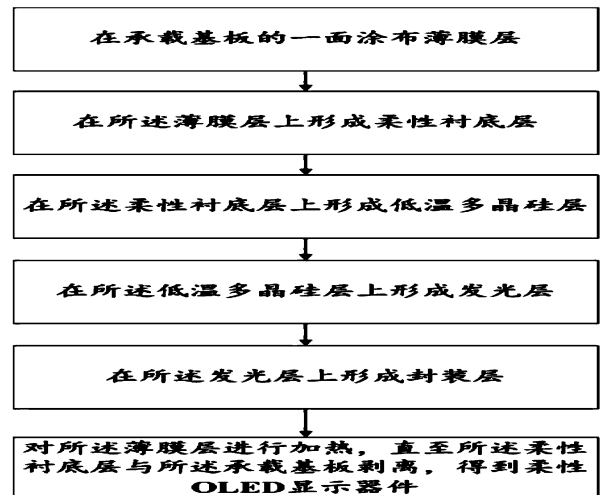 在承载基板的一面涂布薄膜层
在所述薄膜层上形成柔性衬底层
在所述柔性衬底层上形成低温多晶硅层
在所述低温多晶硅层上形成发光层
在所述发光层上形成封装层
对所述薄膜层进行加热，直至所述柔性
衬底层与所述承载基板剥离，得到柔性
OLED显示器件